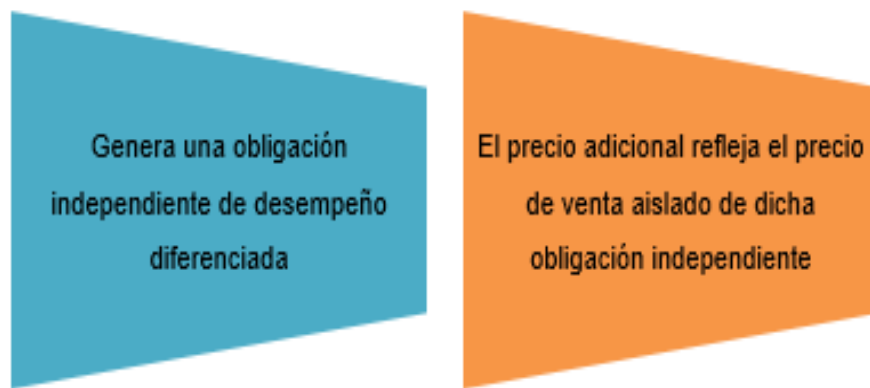 Genera una obligación
independiente de desempeño
diferenciada
El precio adicional refleja el precio
de venta aislado de dicha
obligación independiente